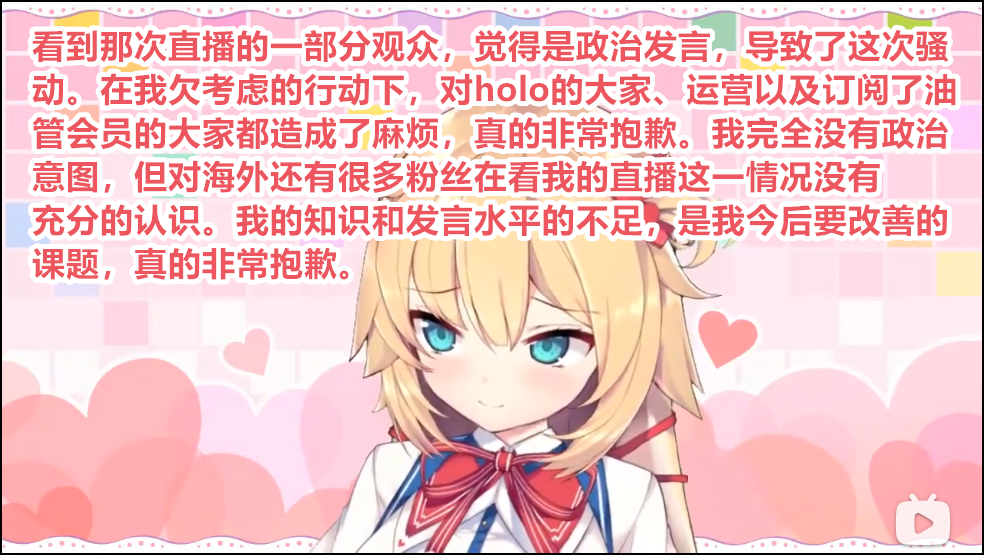 看到那次直播的一部分观众，觉得是政治发言，导致了这次骚
动。在我欠考虑的行动下，对holo的大家、运营以及订阅了油
管会员的大家都造成了麻烦，真的非常抱歉。我完全没有政治
意图，但对海外还有很多粉丝在看我的直播这一情况没有
充分的认识。我的知识和发言水平的不足，是我今后要改善的
课题，真的非常抱歉。